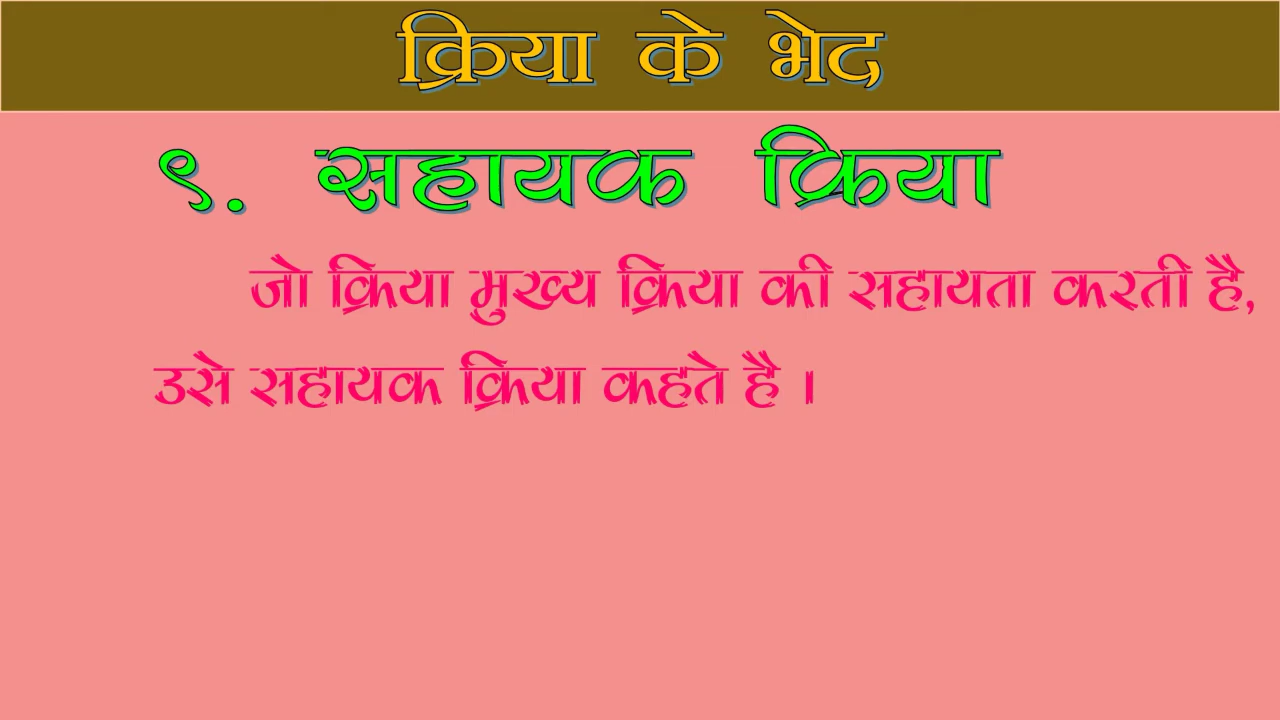 क्रिया के भेद
९. सहायक क्रिया
जो क्रिया मुख्य क्रिया की सहायता करती है,
उसे सहायक क्रिया कहते है ।